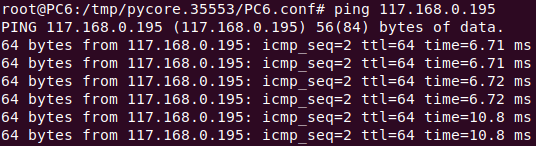 root@PC6:/tmp/pycore.35553/PC6.conf# ping 117.168.0.195
PING 117.168.0.195 (117.168.0.195) 56(84) bytes of data.
64 bytes from 117.168.0.195: icmp_seq=2 ttl=64 time=6.71 ms
64 bytes from 117.168.0.195: icmp_seq=2 ttl=64 time=6.71 ms
64 bytes from 117.168.0.195: icmp_seq=2 ttl=64 time=6.72 ms
64 bytes from 117.168.0.195: icmp_seq=2 ttl=64 time=6.72 ms
64 bytes from 117.168.0.195: icmp_seq=2 ttl=64 time=10.8 ms
64 bytes from 117.168.0.195: icmp_seq=2 ttl=64 time=10.8 ms